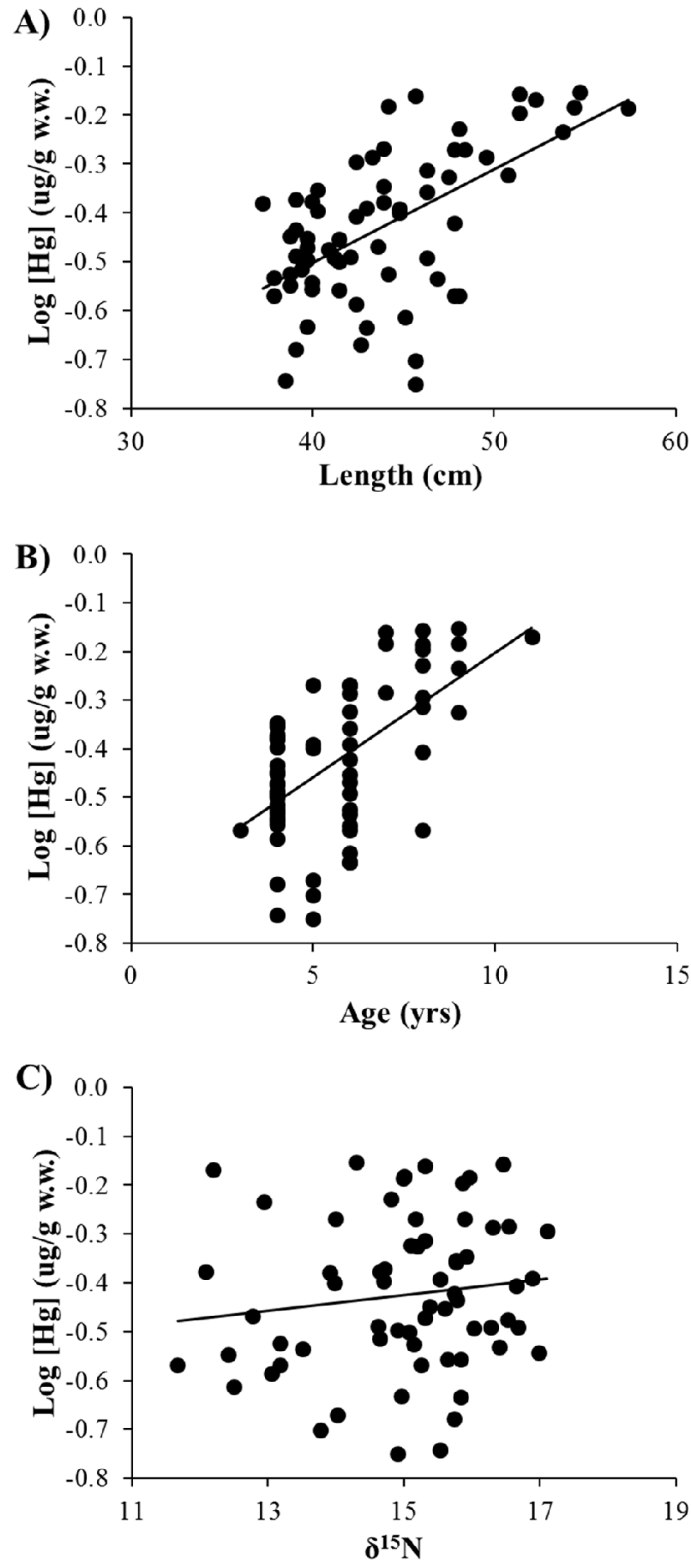 A)
0.0
-0.1
-0.2
-0.3
-0.4
-0.5
-0.6
-0.7
-0.8
Log [Hg] (ug/g w.w.)
30 40 50 60
Length (cm)
B)
0.0
-0.1
-0.2
-0.3
-0.4
-0.5
-0.6
-0.7
-0.8
Log [Hg] (ug/g w.w.)
0 5 10 15
Age (yrs)
C)
0.0
-0.1
-0.2
-0.3
-0.4
-0.5
-0.6
-0.7
-0.8
Log [Hg] (ug/g w.w.)
11 13 15 17 19
δ¹⁵N